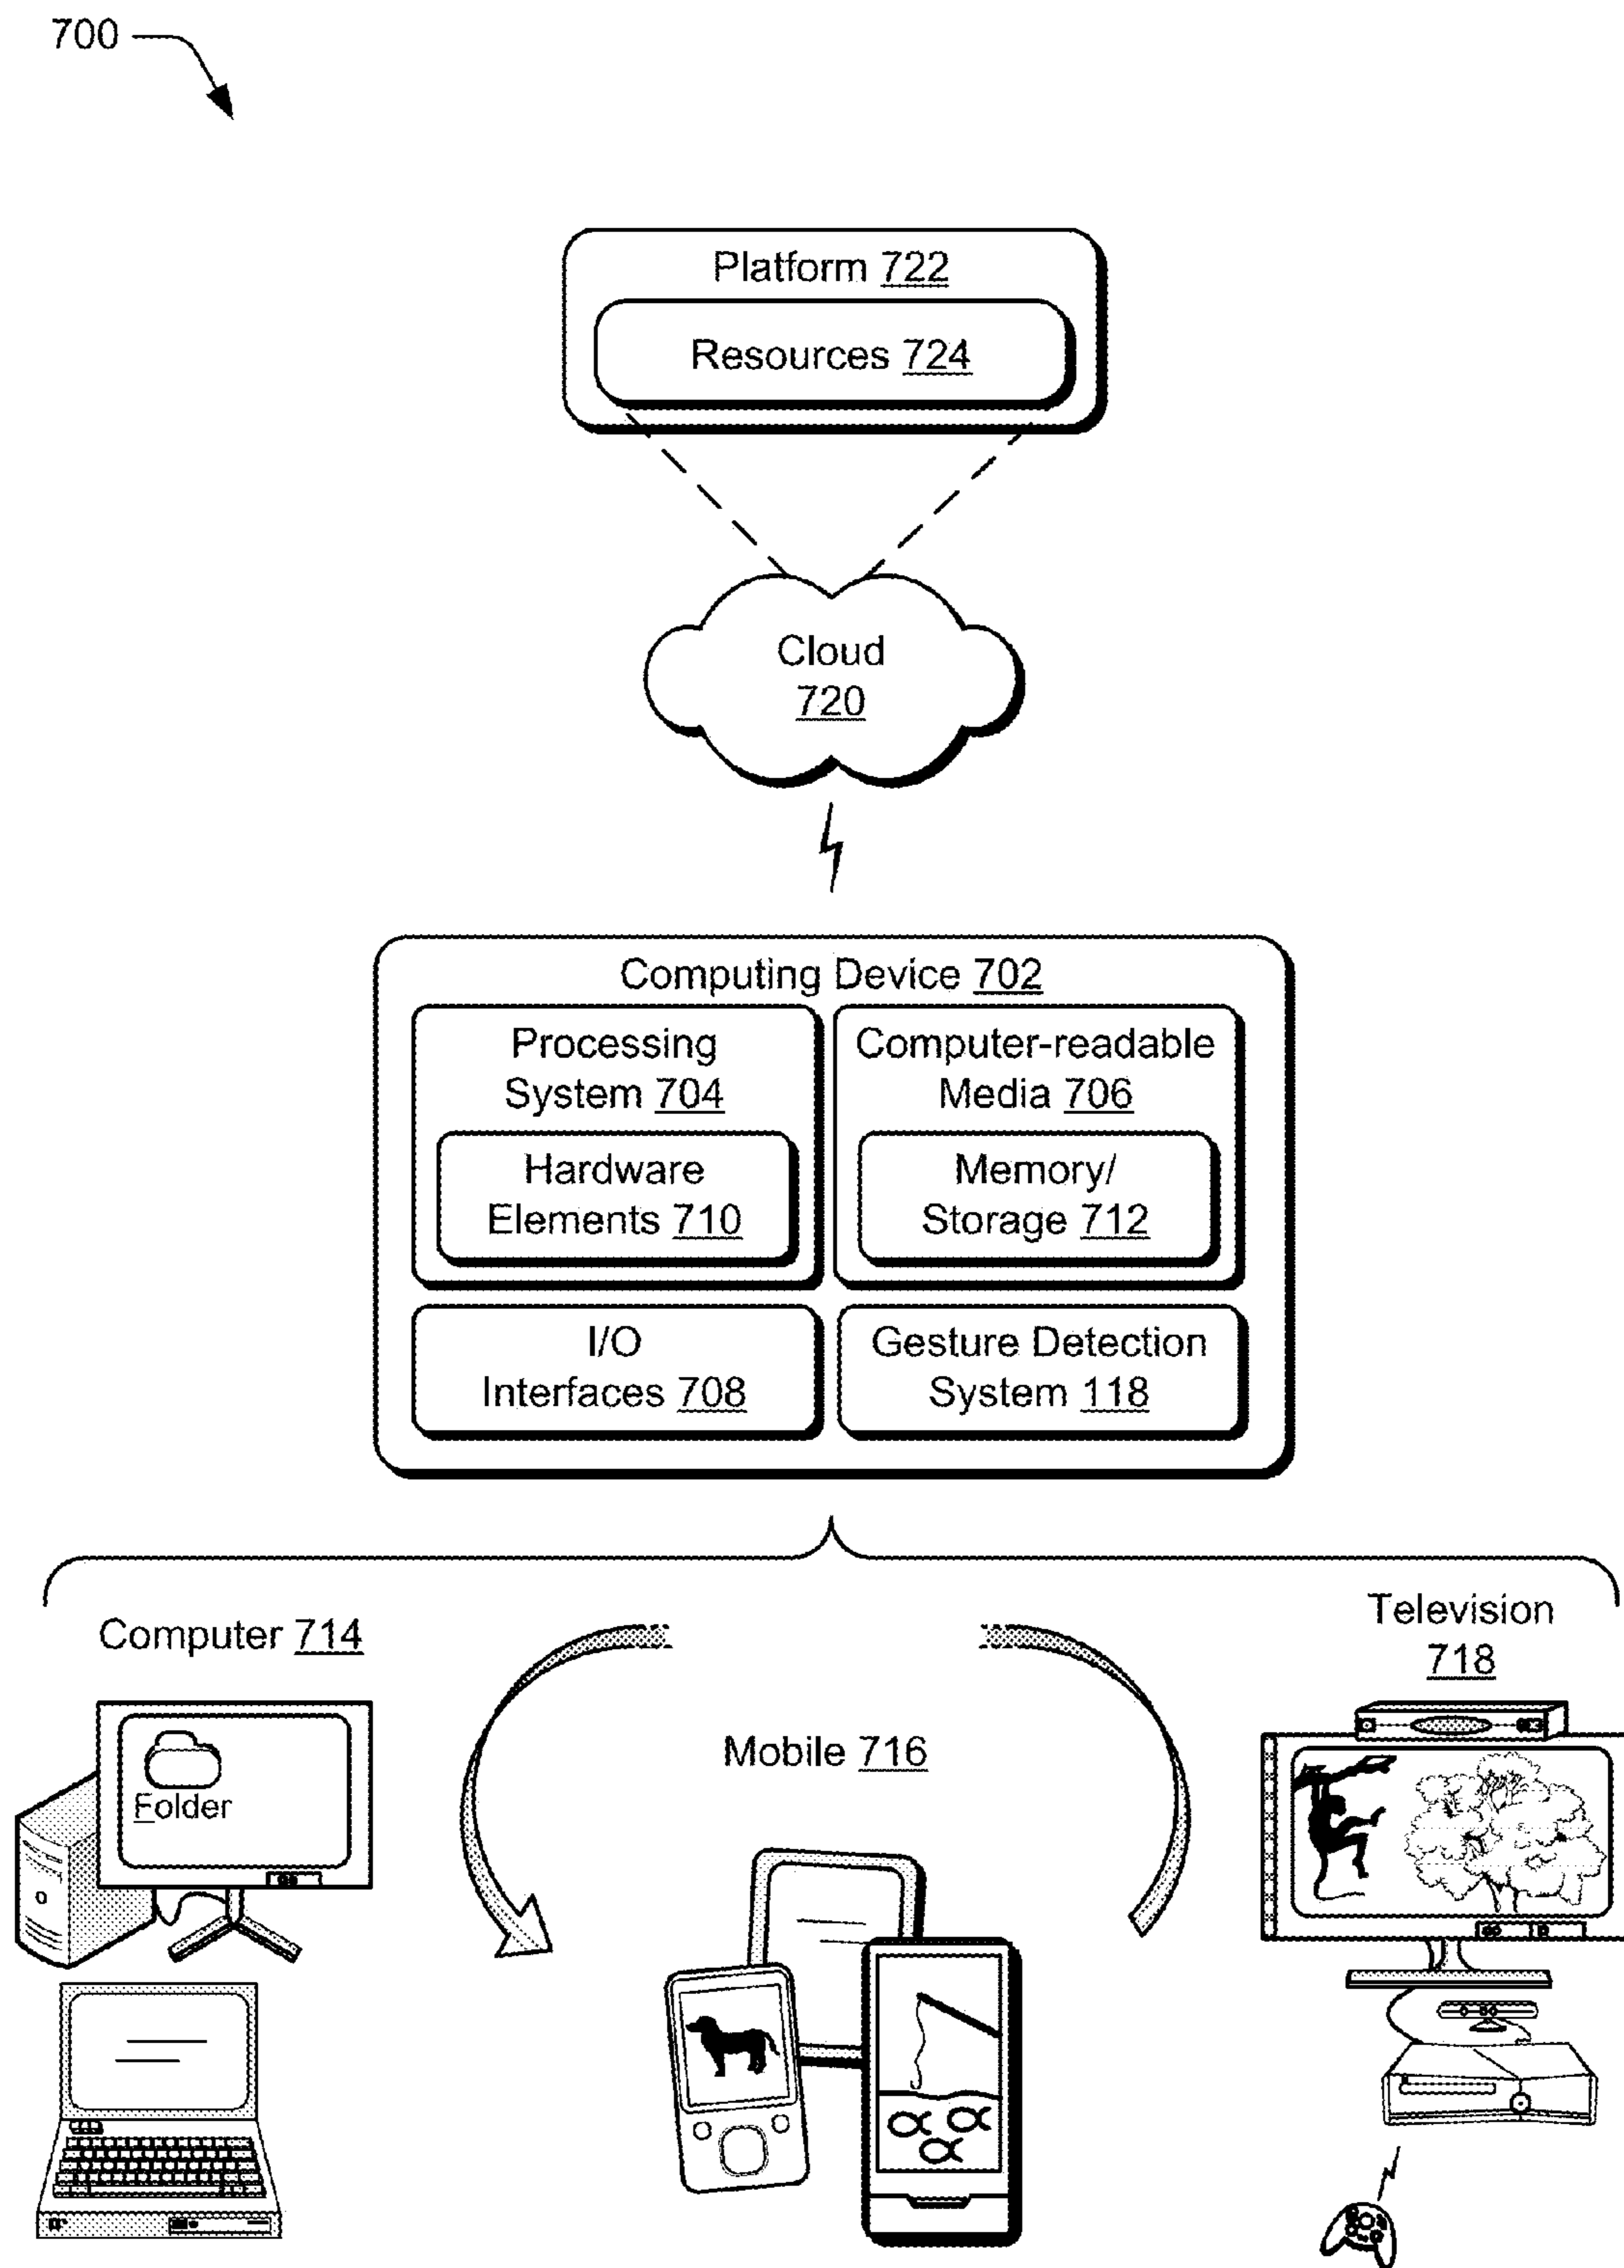 700
Platform 722
Resources 724
Cloud
720
Computing Device 702
Processing
System 704
Hardware
Elements 710
Computer-readable
Media 706
Memory/
Storage 712
I/O
Interfaces 708
Gesture Detection
System 118
Computer 714
Folder
Mobile 716
Television
718